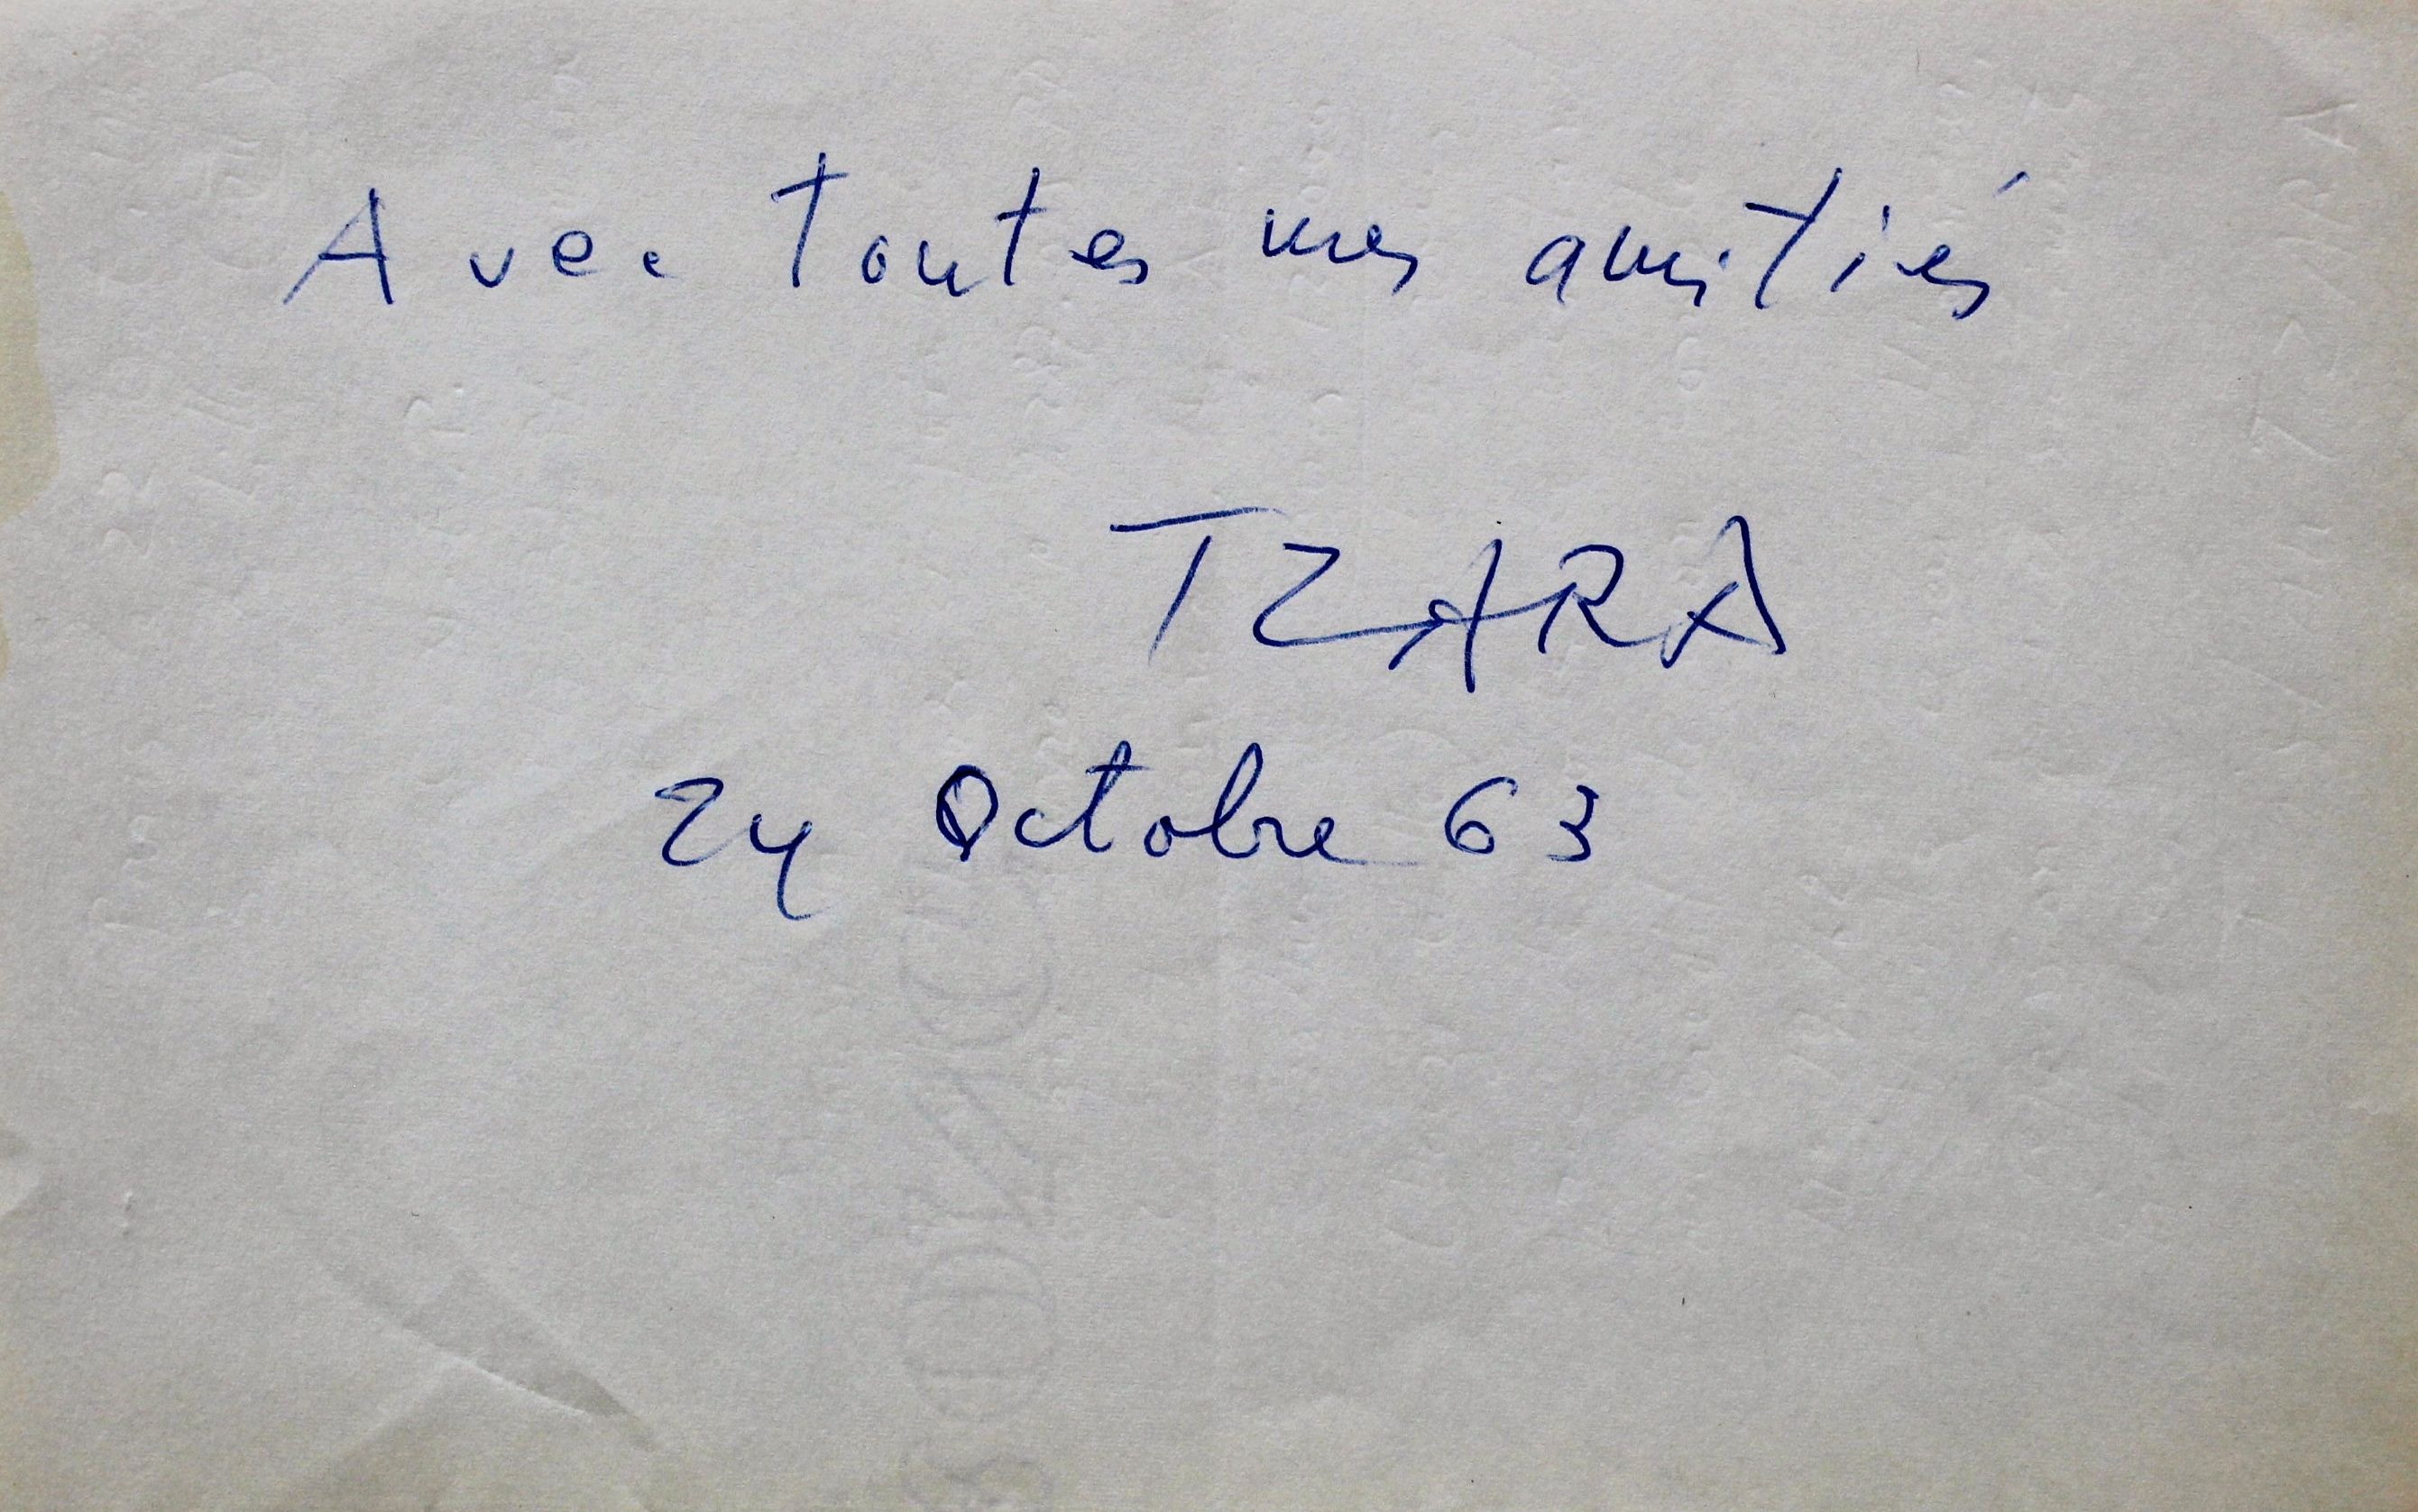 Avec toutes mes amitiés
TZARA
24 Octobre 63